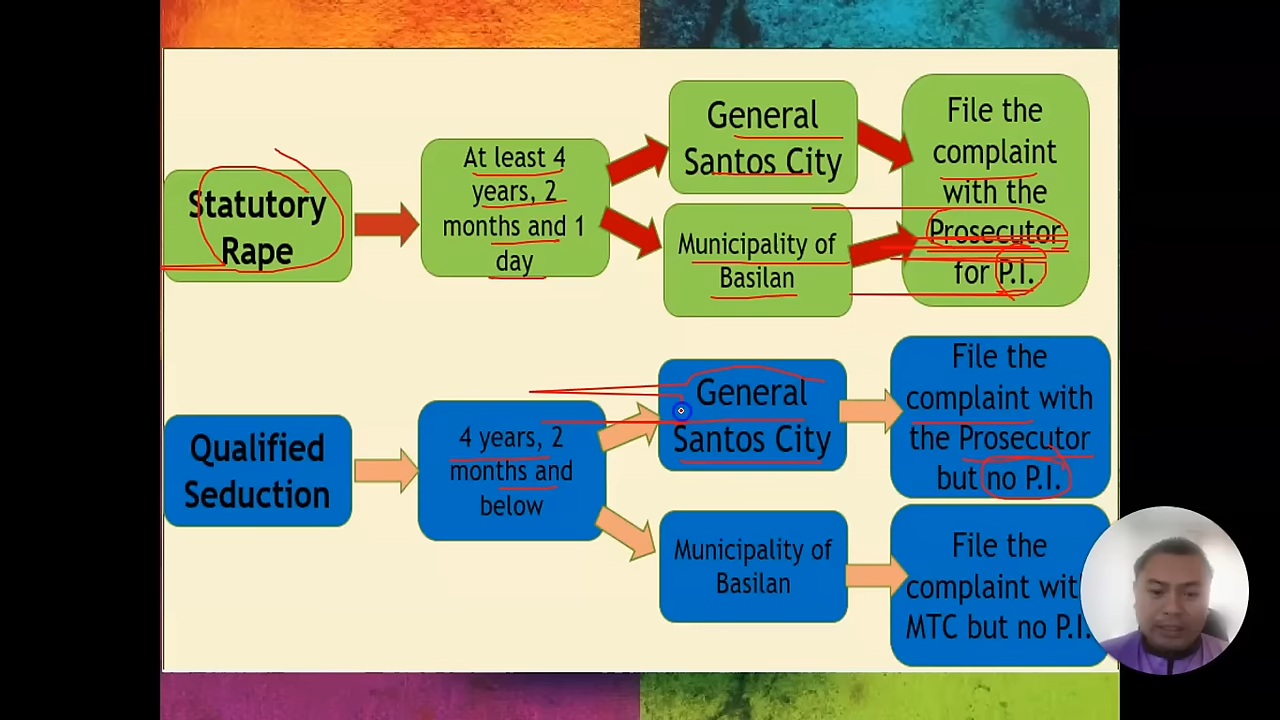 Statutory
Rape
At least 4
years, 2
months and 1
day
General
Santos City
Municipality of
Basilan
File the
complaint
with the
Prosecutor
for P.I.
Qualified
Seduction
4 years, 2
months and
below
General
Santos City
File the
complaint with
the Prosecutor
but no P.I.
Municipality of
Basilan
File the
complaint wit
MTC but no P.I.